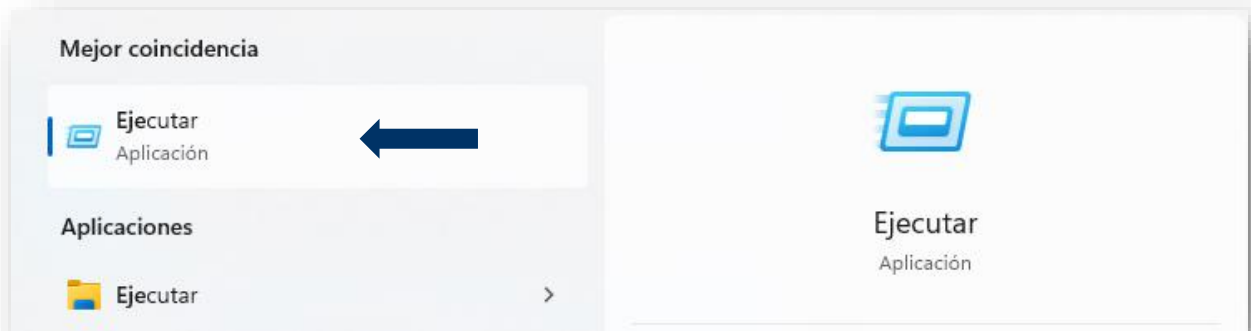 Mejor coincidencia
Ejecutar
Aplicación
Aplicaciones
Ejecutar
Ejecutar
Aplicación